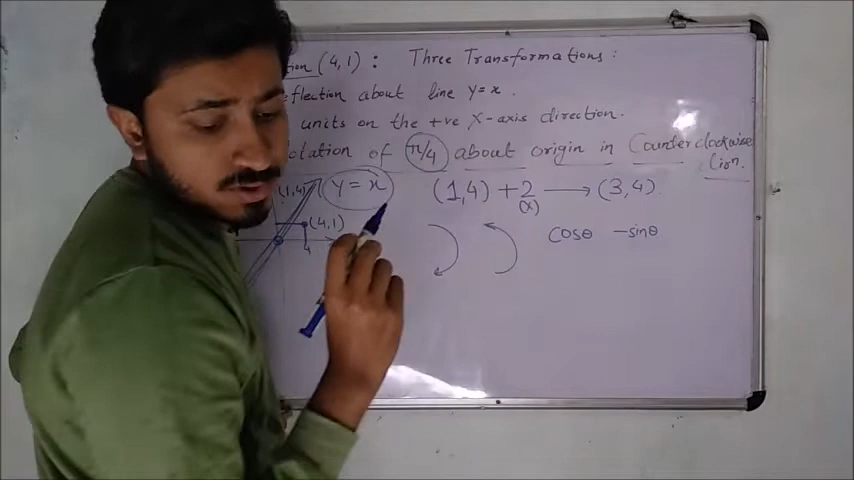 (4,1) : Three Transformations :
eflection about line y=x .
units on the +ve X-axis direction.
otation of π/4 about origin in Counterclockwise
tion.
(1,4) y = x (1,4) + 2 ⟶ (3,4).
(x)
(4,1) cosθ -sinθ
4